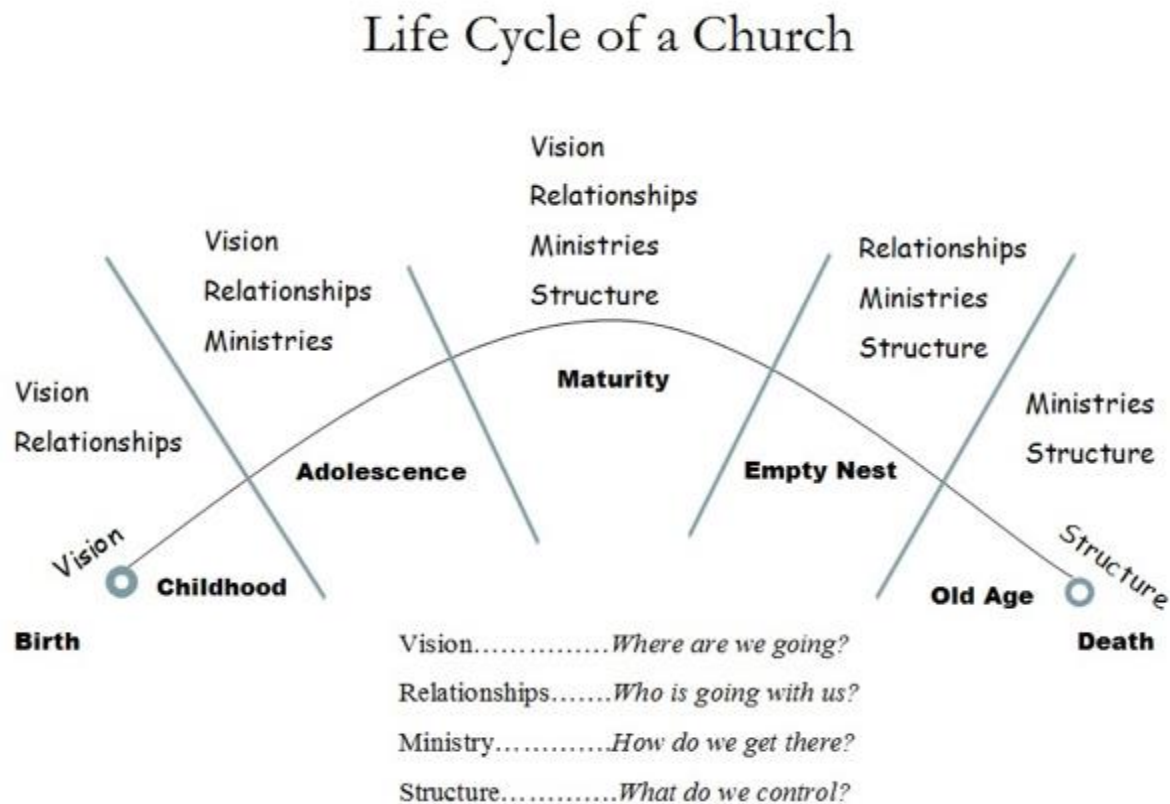 Life Cycle of a Church
Vision
Relationships
Ministries
Structure
Vision
Relationships
Ministries
Relationships
Ministries
Structure
Vision
Relationships
Maturity
Ministries
Structure
Adolescence
Empty Nest
Vision
Structure
Childhood
Old Age
Birth
Death
Vision……………Where are we going?
Relationships…….Who is going with us?
Ministry………….How do we get there?
Structure………….What do we control?